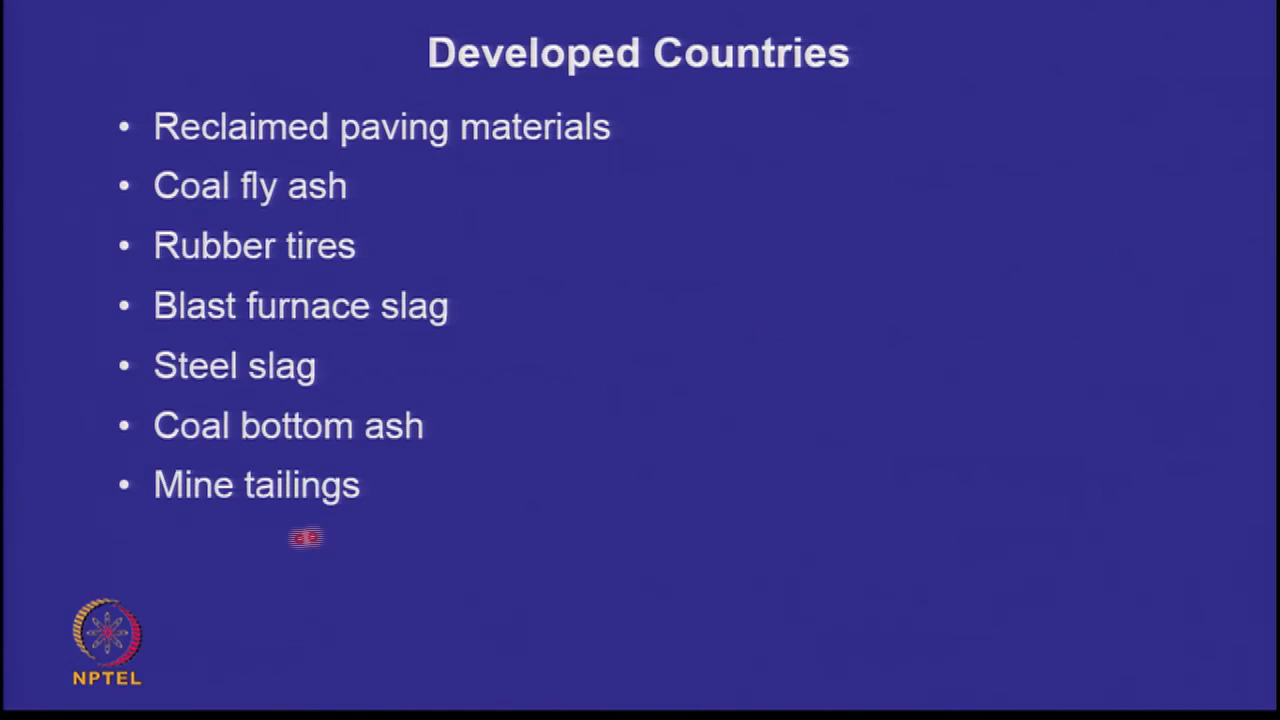 Developed Countries
• Reclaimed paving materials
• Coal fly ash
• Rubber tires
• Blast furnace slag
• Steel slag
• Coal bottom ash
• Mine tailings
NPTEL